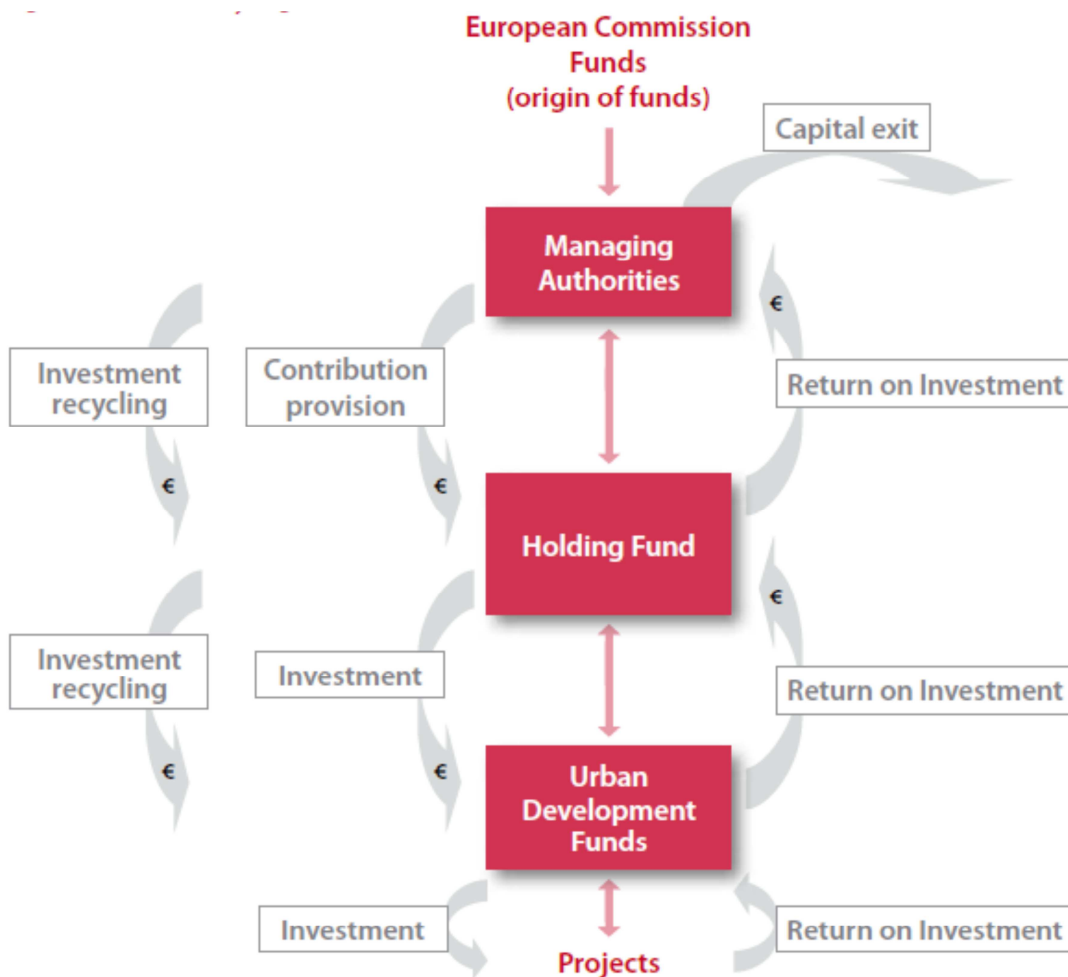 European Commission
Funds
(origin of funds)
Capital exit
Managing
Authorities
€
Investment
recycling
Contribution
provision
Return on Investment
€
€
Holding Fund
€
Investment
recycling
Investment
Return on Investment
€
€
Urban
Development
Funds
Investment
Return on Investment
Projects